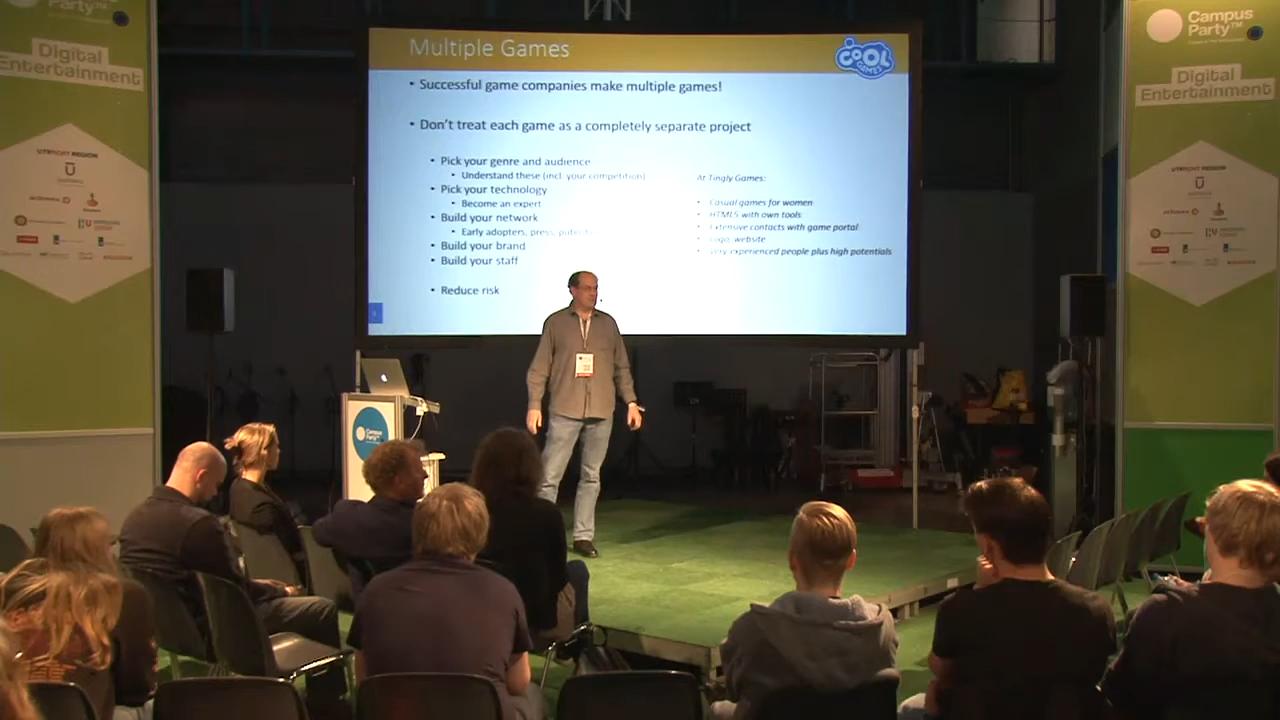 Multiple Games
COOL
GAMES
• Successful game companies make multiple games!
• Don't treat each game as a completely separate project
• Pick your genre and audience
• Understand these (incl. your competition)
• Pick your technology
• Become an expert
• Build your network
• Early adopters, press,
• Build your brand
• Build your staff
• Reduce risk
At Tingly Games:
• Casual games for women
• HTML5 with own tools
• Extensive contacts with game portal
• Logo, website
• Very experienced people plus high potentials
Party™
Digital
Entertainment
UTRECHT REGION
Campus
Party™
Digital
Entertainment
UTRECHT REGION
Campus
Party